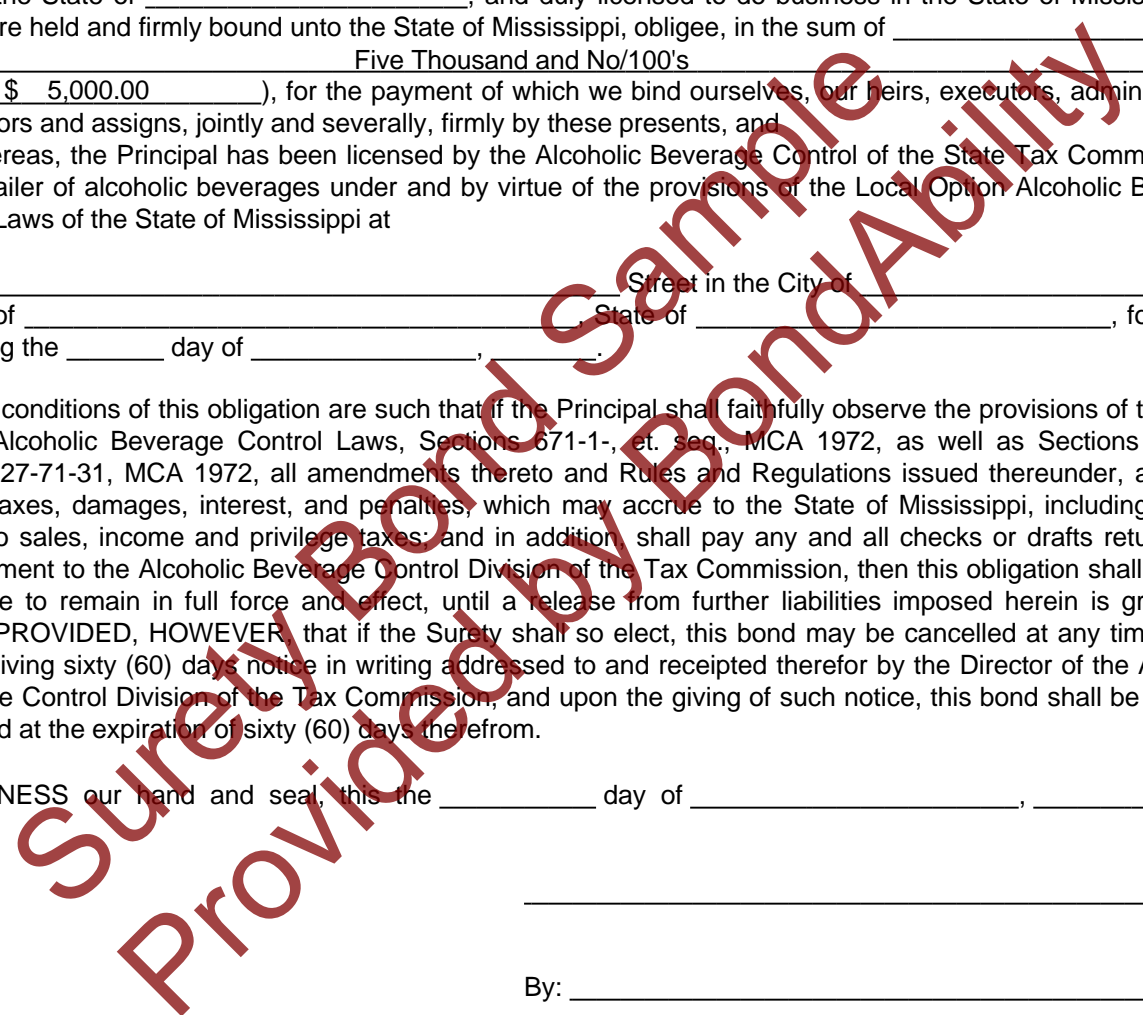 the State of ______________________, and duly licensed to do business in the State of Missis
re held and firmly bound unto the State of Mississippi, obligee, in the sum of _________________
Five Thousand and No/100's
$ 5,000.00 ________), for the payment of which we bind ourselves, our heirs, executors, admin
ors and assigns, jointly and severally, firmly by these presents, and
ereas, the Principal has been licensed by the Alcoholic Beverage Control of the State Tax Comm
ailer of alcoholic beverages under and by virtue of the provisions of the Local Option Alcoholic B
Laws of the State of Mississippi at
__________________________________________ Street in the City of ____________________
of ______________________________________, State of ____________________________, fo
g the _______ day of ________________, _______.
conditions of this obligation are such that if the Principal shall faithfully observe the provisions of t
Alcoholic Beverage Control Laws, Sections 671-1-, et. seq., MCA 1972, as well as Sections
27-71-31, MCA 1972, all amendments thereto and Rules and Regulations issued thereunder, a
axes, damages, interest, and penalties, which may accrue to the State of Mississippi, including
o sales, income and privilege taxes; and in addition, shall pay any and all checks or drafts retu
ment to the Alcoholic Beverage Control Division of the Tax Commission, then this obligation shall
e to remain in full force and effect, until a release from further liabilities imposed herein is gr
PROVIDED, HOWEVER, that if the Surety shall so elect, this bond may be cancelled at any tim
iving sixty (60) days notice in writing addressed to and receipted therefor by the Director of the A
e Control Division of the Tax Commission, and upon the giving of such notice, this bond shall be
d at the expiration of sixty (60) days therefrom.
NESS our hand and seal, this the ___________ day of _______________________, ________
By: ________________________________________
Surety Bond Sample
Provided by BondAbility